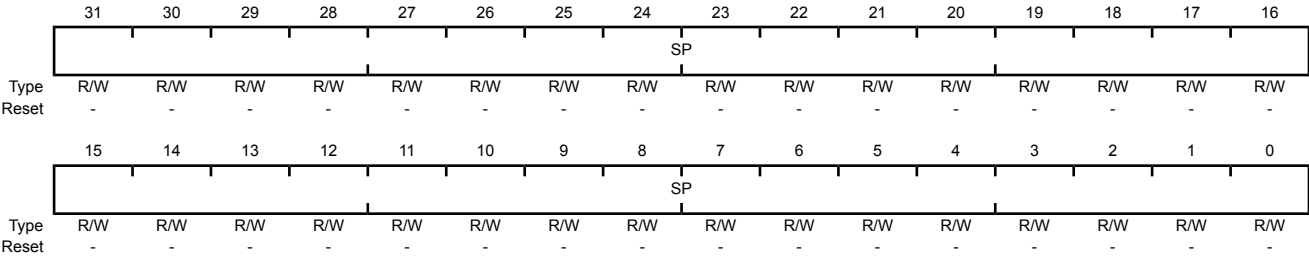 31 30 29 28 27 26 25 24 23 22 21 20 19 18 17 16
SP
Type R/W R/W R/W R/W R/W R/W R/W R/W R/W R/W R/W R/W R/W R/W R/W R/W
Reset - - - - - - - - - - - - - - - -
15 14 13 12 11 10 9 8 7 6 5 4 3 2 1 0
SP
Type R/W R/W R/W R/W R/W R/W R/W R/W R/W R/W R/W R/W R/W R/W R/W R/W
Reset - - - - - - - - - - - - - - - -